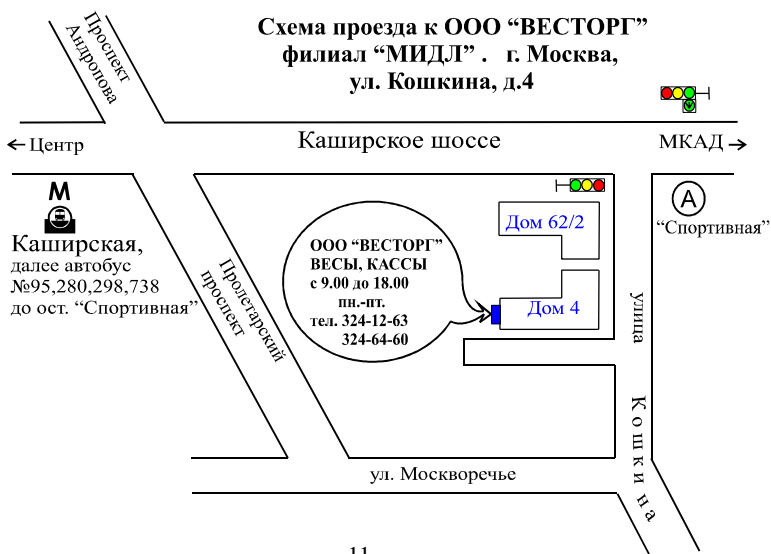 Схема проезда к ООО “ВЕСТОРГ”
филиал “МИДЛ” . г. Москва,
ул. Кошкина, д.4
Проспект
Андропова
Центр
Каширское шоссе
МКАД
М
Каширская,
далее автобус
№95,280,298,738
до ост. “Спортивная”
А
“Спортивная”
Дом 62/2
ООО “ВЕСТОРГ”
ВЕСЫ, КАССЫ
с 9.00 до 18.00
пн.-пт.
тел. 324-12-63
324-64-60
Дом 4
Пролетарский
проспект
улица
Кошкина
ул. Москворечье
11